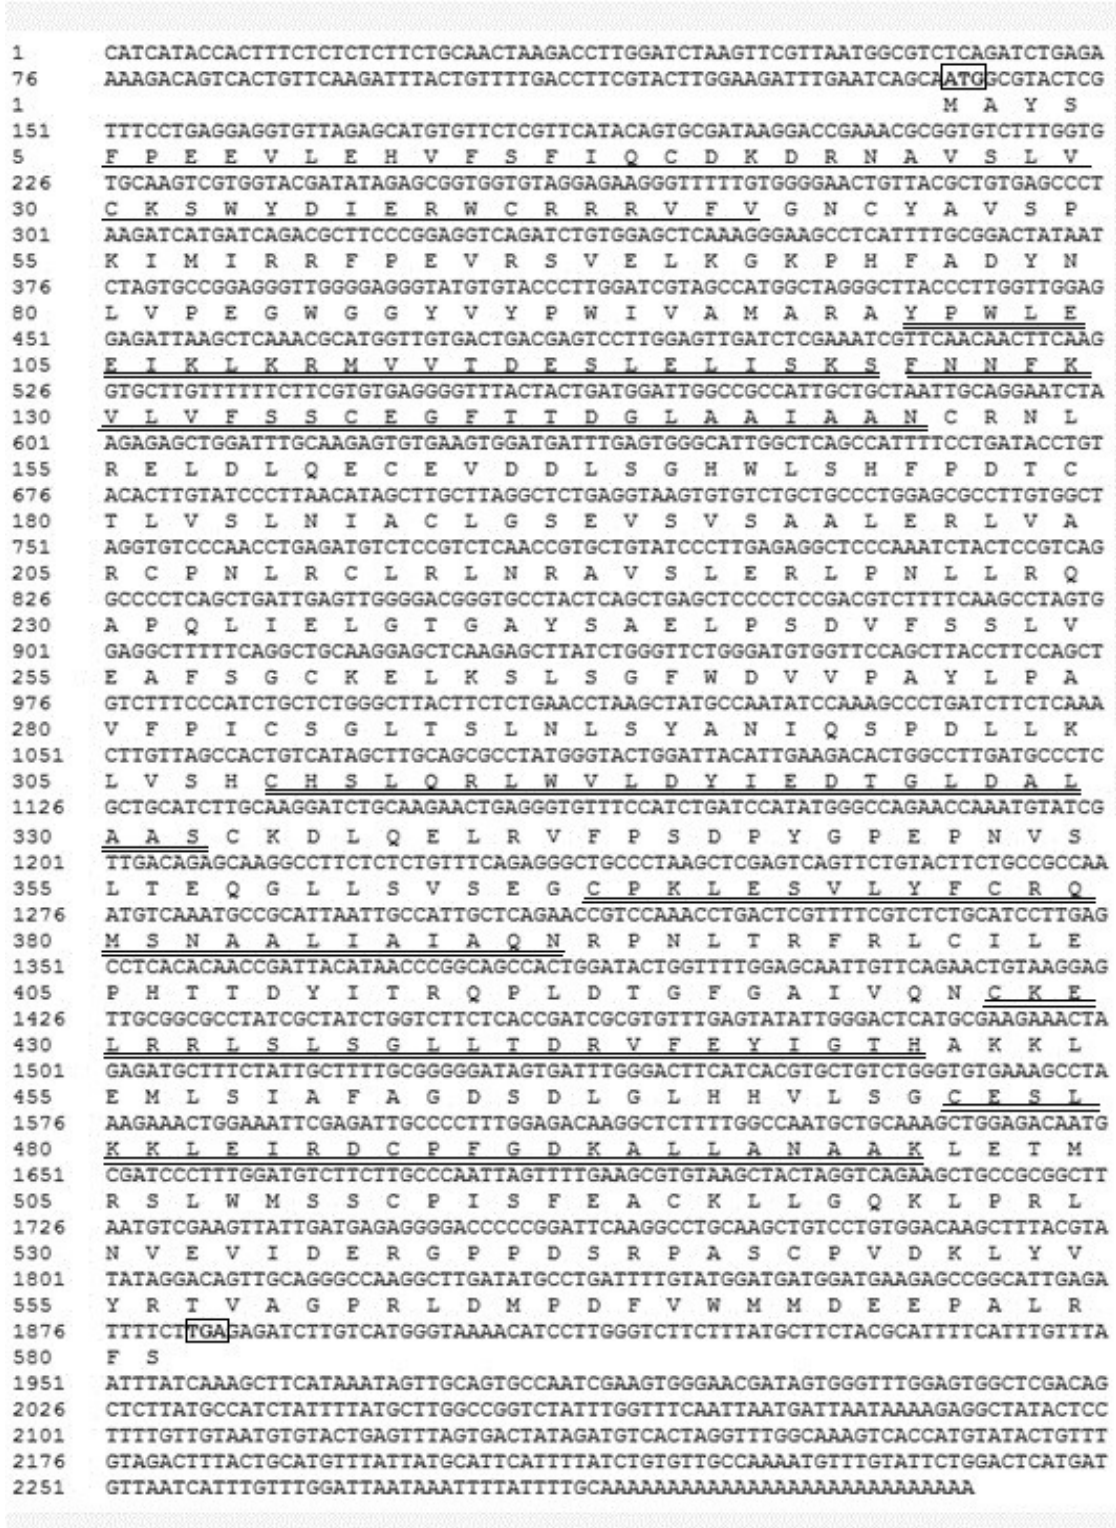 1 CATCATACCACTTTCTCTCTCTTCTGCAACTAAGACCTTGGATCTAAGTTCGTTAATGGCGTCTCAGATCTGAGA
76 AAAGACAGTCACTGTTCAAGATTTACTGTTTTGACCTTCGTACTTGGAAGATTTGAATCAGCAATGGCGTACTCG
1 M A Y S
151 TTTCCTGAGGAGGTGTTAGAGCATGTGTTCTCGTTCATACAGTGCGATAAGGACCGAAACGCGGTGTCTTTGGTG
5 F P E E V L E H V F S F I Q C D K D R N A V S L V
226 TGCAAGTCGTGGTACGATATAGAGCGGTGGTGTAGGAGAAGGGTTTTTGTGGGGAACTGTTACGCTGTGAGCCCT
30 C K S W Y D I E R W C R R R V F V G N C Y A V S P
301 AAGATCATGATCAGACGCTTCCCGGAGGTCAGATCTGTGGAGCTCAAAGGGAAGCCTCATTTTGCGGACTATAAT
55 K I M I R R F P E V R S V E L K G K P H F A D Y N
376 CTAGTGCCGGAGGGTTGGGGAGGGTATGTGTACCCTTGGATCGTAGCCATGGCTAGGGCTTACCCTTGGTTGGAG
80 L V P E G W G G Y V Y P W I V A M A R A Y P W L E
451 GAGATTAAGCTCAAACGCATGGTTGTGACTGACGAGTCCTTGGAGTTGATCTCGAAATCGTTCAACAACTTCAAG
105 E I K L K R M V V T D E S L E L I S K S F N N F K
526 GTGCTTGTTTTTTCTTCGTGTGAGGGGTTTACTACTGATGGATTGGCCGCCATTGCTGCTAATTGCAGGAATCTA
130 V L V F S S C E G F T T D G L A A I A A N C R N L
601 AGAGAGCTGGATTTGCAAGAGTGTGAAGTGGATGATTTGAGTGGGCATTGGCTCAGCCATTTTCCTGATACCTGT
155 R E L D L Q E C E V D D L S G H W L S H F P D T C
676 ACACTTGTATCCCTTAACATAGCTTGCTTAGGCTCTGAGGTAAGTGTGTCTGCTGCCCTGGAGCGCCTTGTGGCT
180 T L V S L N I A C L G S E V S V S A A L E R L V A
751 AGGTGTCCCAACCTGAGATGTCTCCGTCTCAACCGTGCTGTATCCCTTGAGAGGCTCCCAAATCTACTCCGTCAG
205 R C P N L R C L R L N R A V S L E R L P N L L R Q
826 GCCCCTCAGCTGATTGAGTTGGGGACGGGTGCCTACTCAGCTGAGCTCCCCTCCGACGTCTTTTCAAGCCTAGTG
230 A P Q L I E L G T G A Y S A E L P S D V F S S L V
901 GAGGCTTTTTCAGGCTGCAAGGAGCTCAAGAGCTTATCTGGGTTCTGGGATGTGGTTCCAGCTTACCTTCCAGCT
255 E A F S G C K E L K S L S G F W D V V P A Y L P A
976 GTCTTTCCCATCTGCTCTGGGCTTACTTCTCTGAACCTAAGCTATGCCAATATCCAAAGCCCTGATCTTCTCAAA
280 V F P I C S G L T S L N L S Y A N I Q S P D L L K
1051 CTTGTTAGCCACTGTCATAGCTTGCAGCGCCTATGGGTACTGGATTACATTGAAGACACTGGCCTTGATGCCCTC
305 L V S H C H S L Q R L W V L D Y I E D T G L D A L
1126 GCTGCATCTTGCAAGGATCTGCAAGAACTGAGGGTGTTTCCATCTGATCCATATGGGCCAGAACCAAATGTATCG
330 A A S C K D L Q E L R V F P S D P Y G P E P N V S
1201 TTGACAGAGCAAGGCCTTCTCTCTGTTTCAGAGGGCTGCCCTAAGCTCGAGTCAGTTCTGTACTTCTGCCGCCAA
355 L T E Q G L L S V S E G C P K L E S V L Y F C R Q
1276 ATGTCAAATGCCGCATTAATTGCCATTGCTCAGAACCGTCCAAACCTGACTCGTTTTCGTCTCTGCATCCTTGAG
380 M S N A A L I A I A Q N R P N L T R F R L C I L E
1351 CCTCACACAACCGATTACATAACCCGGCAGCCACTGGATACTGGTTTTGGAGCAATTGTTCAGAACTGTAAGGAG
405 P H T T D Y I T R Q P L D T G F G A I V Q N C K E
1426 TTGCGGCGCCTATCGCTATCTGGTCTTCTCACCGATCGCGTGTTTGAGTATATTGGGACTCATGCGAAGAAACTA
430 L R R L S L S G L L T D R V F E Y I G T H A K K L
1501 GAGATGCTTTCTATTGCTTTTGCGGGGGATAGTGATTTGGGACTTCATCACGTGCTGTCTGGGTGTGAAAGCCTA
455 E M L S I A F A G D S D L G L H H V L S G C E S L
1576 AAGAAACTGGAAATTCGAGATTGCCCCTTTGGAGACAAGGCTCTTTTGGCCAATGCTGCAAAGCTGGAGACAATG
480 K K L E I R D C P F G D K A L L A N A A K L E T M
1651 CGATCCCTTTGGATGTCTTCTTGCCCAATTAGTTTTGAAGCGTGTAAGCTACTAGGTCAGAAGCTGCCGCGGCTT
505 R S L W M S S C P I S F E A C K L L G Q K L P R L
1726 AATGTCGAAGTTATTGATGAGAGGGGACCCCCGGATTCAAGGCCTGCAAGCTGTCCTGTGGACAAGCTTTACGTA
530 N V E V I D E R G P P D S R P A S C P V D K L Y V
1801 TATAGGACAGTTGCAGGGCCAAGGCTTGATATGCCTGATTTTGTATGGATGATGGATGAAGAGCCGGCATTGAGA
555 Y R T V A G P R L D M P D F V W M M D E E P A L R
1876 TTTTCTTGAGAGATCTTGTCATGGGTAAAACATCCTTGGGTCTTCTTTATGCTTCTACGCATTTTCATTTGTTTA
580 F S
1951 ATTTATCAAAGCTTCATAAATAGTTGCAGTGCCAATCGAAGTGGGAACGATAGTGGGTTTGGAGTGGCTCGACAG
2026 CTCTTATGCCATCTATTTTATGCTTGGCCGGTCTATTTGGTTTCAATTAATGATTAATAAAAGAGGCTATACTCC
2101 TTTTGTTGTAATGTGTACTGAGTTTAGTGACTATAGATGTCACTAGGTTTGGCAAAGTCACCATGTATACTGTTT
2176 GTAGACTTTACTGCATGTTTATTATGCATTCATTTTATCTGTGTTGCCAAAATGTTTGTATTCTGGACTCATGAT
2251 GTTAATCATTTGTTTGGATTAATAAATTTTATTTTGCAAAAAAAAAAAAAAAAAAAAAAAAAAAA